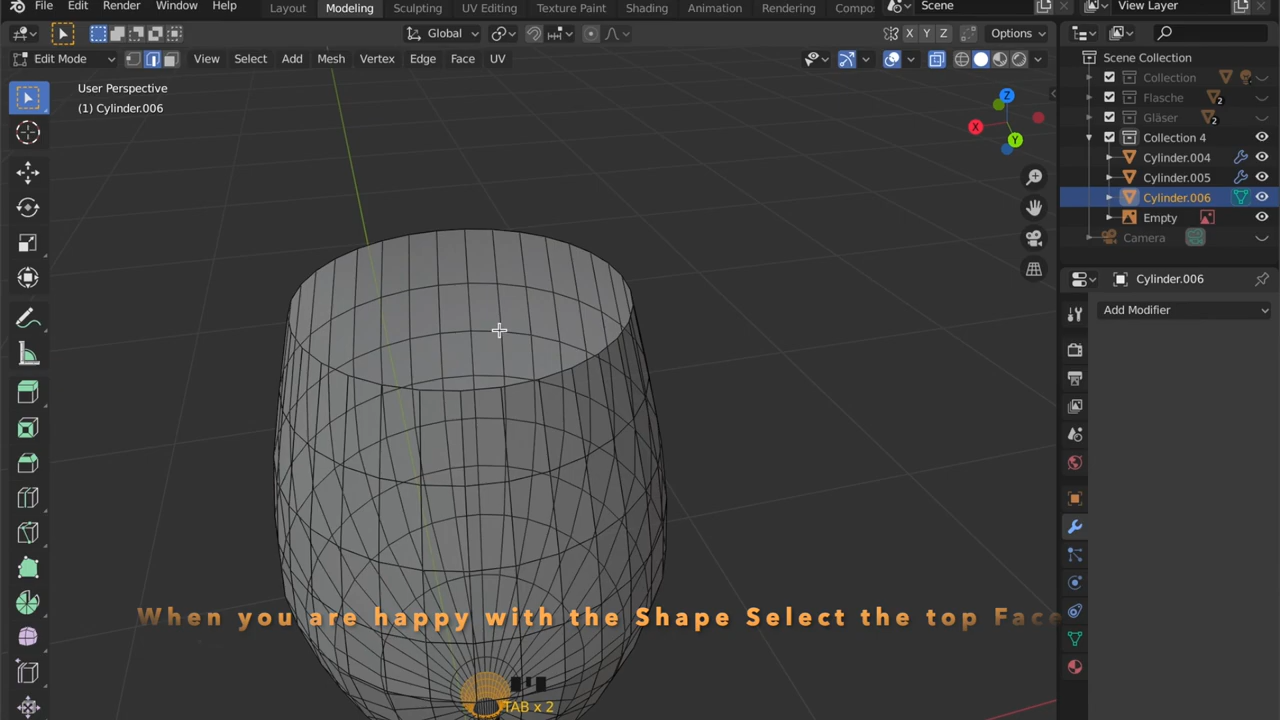 File Edit Render Window Help Layout Modeling Sculpting UV Editing Texture Paint Shading Animation Rendering Compo Scene View Layer
Global X Y Z Options
Edit Mode View Select Add Mesh Vertex Edge Face UV
Scene Collection
Collection
Flasche 2
Gläser 2
Collection 4
Cylinder.004
Cylinder.005
Cylinder.006
Empty
Camera
User Perspective
(1) Cylinder.006
Z
X
Y
Cylinder.006
Add Modifier
When you are happy with the Shape Select the top Face
TAB x 2